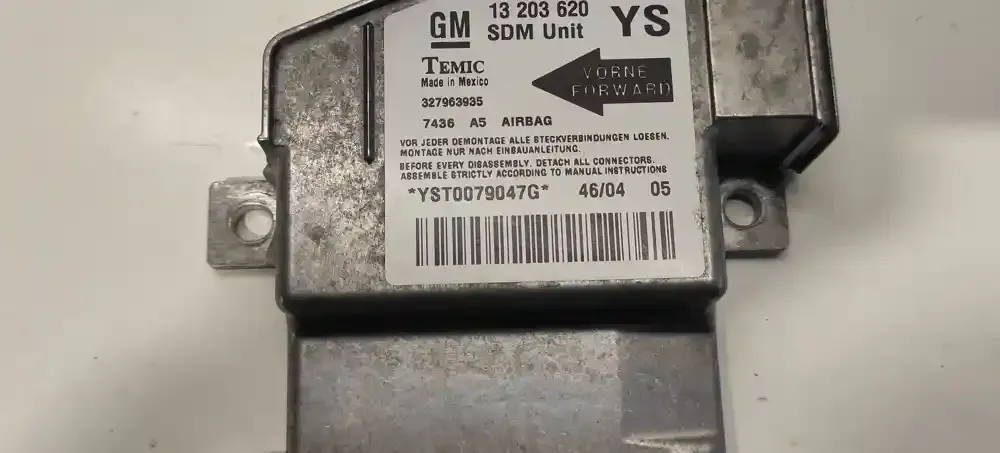 GM 13 203 620 YS
SDM Unit
TEMIC
Made in Mexico
VORNE
FORWARD
327963935
7436 A5 AIRBAG
VOR JEDER DEMONTAGE ALLE STECKVERBINDUNGEN LOESEN.
MONTAGE NUR NACH EINBAUANLEITUNG.
BEFORE EVERY DISASSEMBLY. DETACH ALL CONNECTORS.
ASSEMBLE STRICTLY ACCORDING TO MANUAL INSTRUCTIONS
*YST0079047G* 46/04 05